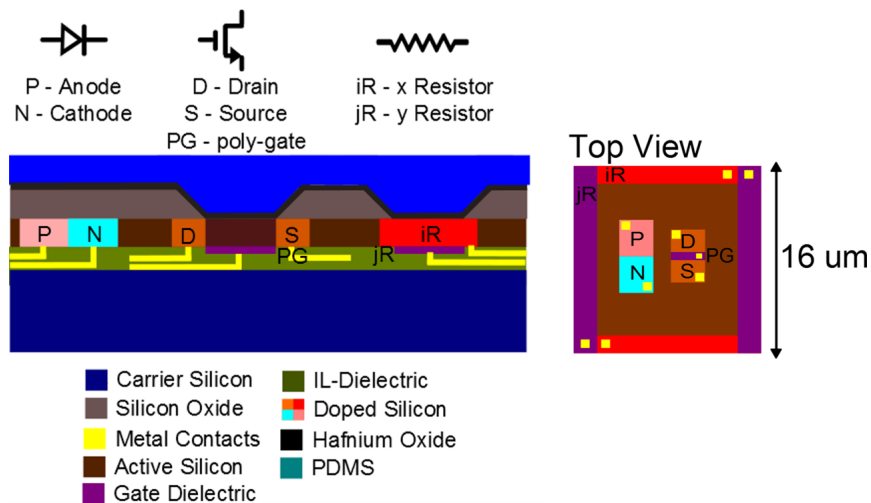 P - Anode
N - Cathode
D - Drain
S - Source
PG - poly-gate
iR - x Resistor
jR - y Resistor
P
N
D
S
iR
PG
jR
Top View
iR
jR
P
D
PG
N
S
16 um
Carrier Silicon
Silicon Oxide
Metal Contacts
Active Silicon
Gate Dielectric
IL-Dielectric
Doped Silicon
Hafnium Oxide
PDMS